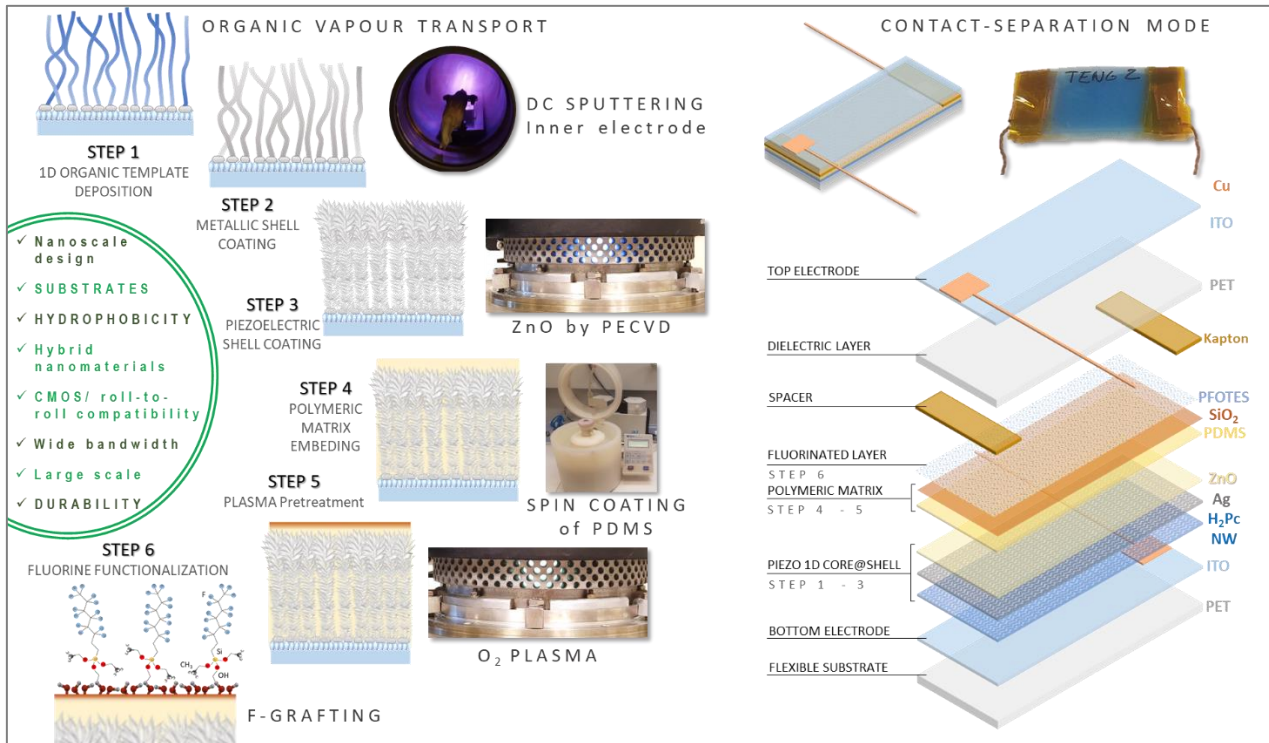 ORGANIC VAPOUR TRANSPORT
STEP 1
1D ORGANIC TEMPLATE
DEPOSITION
DC SPUTTERING
Inner electrode
STEP 2
METALLIC SHELL
COATING
✓ Nanoscale
design
✓ SUBSTRATES
✓ HYDROPHOBICITY
✓ Hybrid
nanomaterials
✓ CMOS/ roll-to-
roll compatibility
✓ Wide bandwidth
✓ Large scale
✓ DURABILITY
STEP 3
PIEZOELECTRIC
SHELL COATING
ZnO by PECVD
STEP 4
POLYMERIC
MATRIX
EMBEDING
SPIN COATING
of PDMS
STEP 5
PLASMA Pretreatment
O₂ PLASMA
STEP 6
FLUORINE FUNCTIONALIZATION
F
Si
CH₃
OH
F-GRAFTING
CONTACT-SEPARATION MODE
TENG 2
Cu
ITO
TOP ELECTRODE
PET
DIELECTRIC LAYER
Kapton
SPACER
PFOTES
SiO₂
PDMS
FLUORINATED LAYER
STEP 6
POLYMERIC MATRIX
STEP 4 - 5
ZnO
Ag
H₂Pc
NW
PIEZO 1D CORE@SHELL
STEP 1 - 3
ITO
BOTTOM ELECTRODE
PET
FLEXIBLE SUBSTRATE